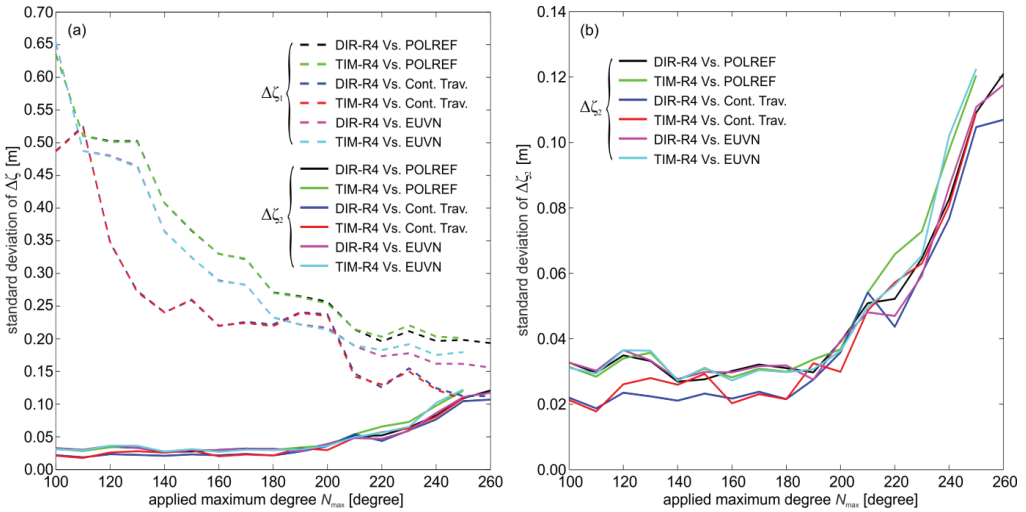 (a)
standard deviation of Δζ [m]
0.70
0.65
0.60
0.55
0.50
0.45
0.40
0.35
0.30
0.25
0.20
0.15
0.10
0.05
0.00
Δζ₁
DIR-R4 Vs. POLREF
TIM-R4 Vs. POLREF
DIR-R4 Vs. Cont. Trav.
TIM-R4 Vs. Cont. Trav.
DIR-R4 Vs. EUVN
TIM-R4 Vs. EUVN
Δζ₂
DIR-R4 Vs. POLREF
TIM-R4 Vs. POLREF
DIR-R4 Vs. Cont. Trav.
TIM-R4 Vs. Cont. Trav.
DIR-R4 Vs. EUVN
TIM-R4 Vs. EUVN
100 120 140 160 180 200 220 240 260
applied maximum degree Nmax [degree]
(b)
standard deviation of Δζ₂ [m]
0.14
0.12
0.10
0.08
0.06
0.04
0.02
0.00
Δζ₂
DIR-R4 Vs. POLREF
TIM-R4 Vs. POLREF
DIR-R4 Vs. Cont. Trav.
TIM-R4 Vs. Cont. Trav.
DIR-R4 Vs. EUVN
TIM-R4 Vs. EUVN
100 120 140 160 180 200 220 240 260
applied maximum degree Nmax [degree]